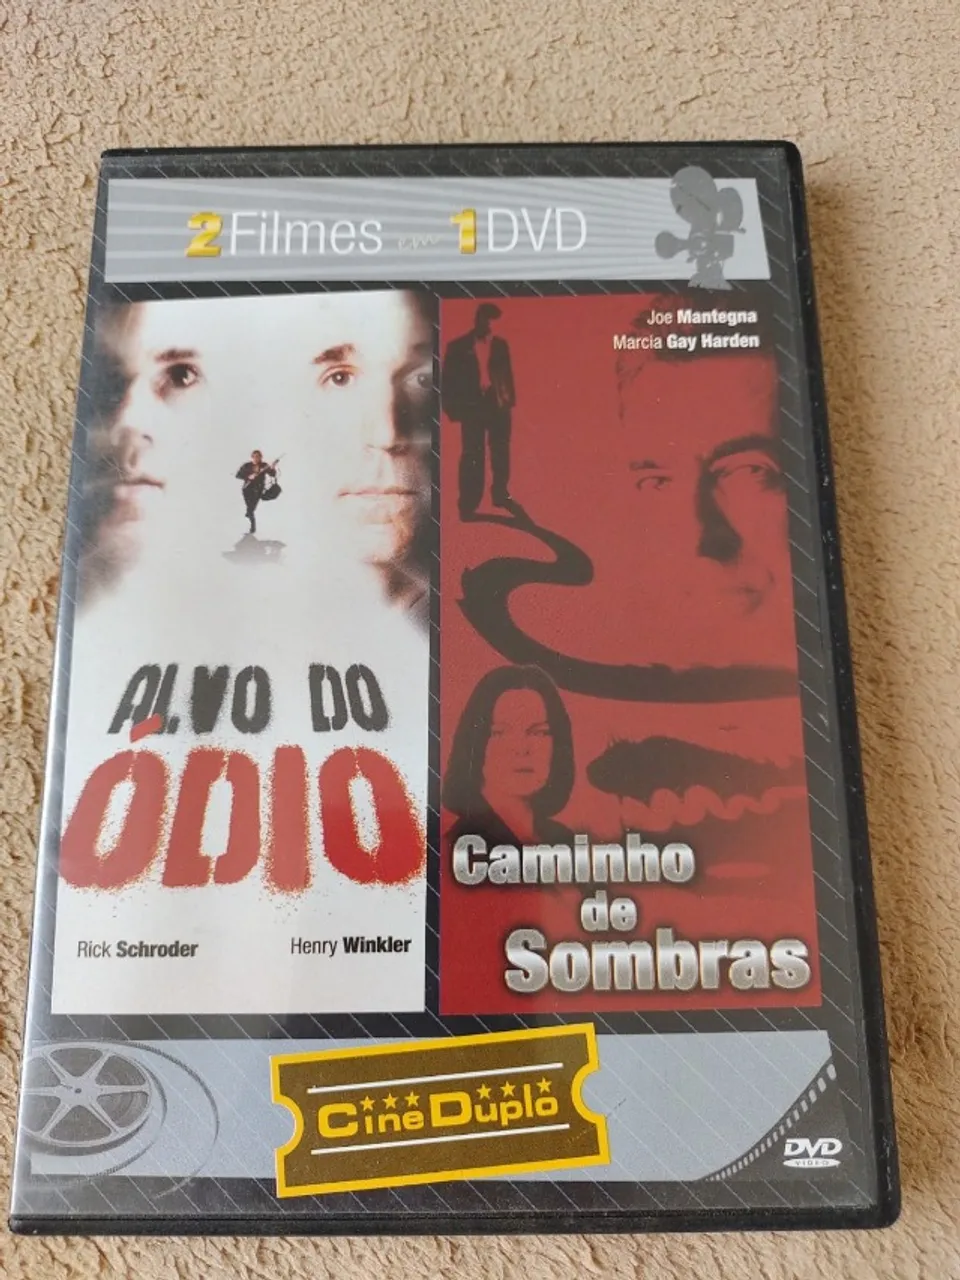 2 Filmes em 1 DVD
Joe Mantegna
Marcia Gay Harden
ALVO DO
ÓDIO
Rick Schroder
Henry Winkler
Caminho
de
Sombras
CineDuplo
DVD
VIDEO